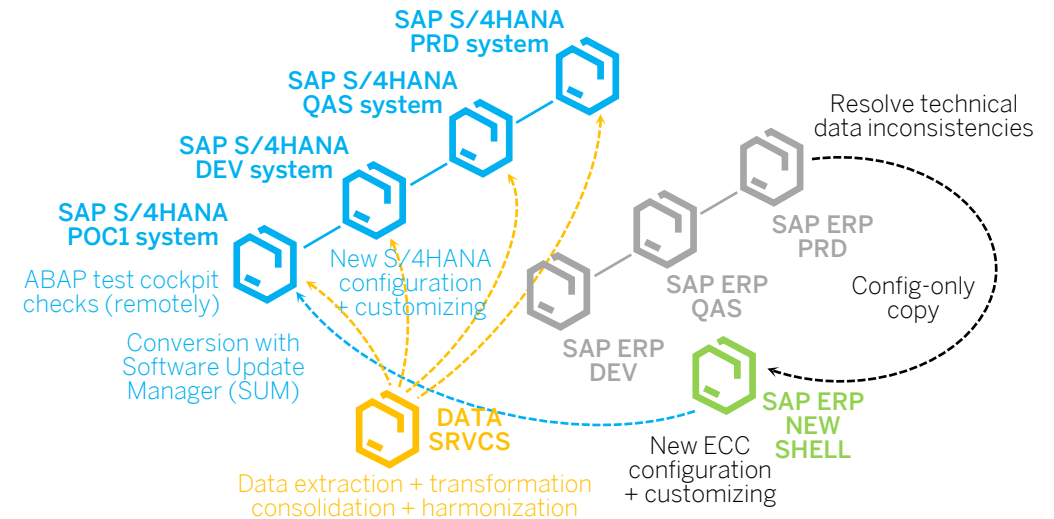 SAP S/4HANA
PRD system
SAP S/4HANA
QAS system
SAP S/4HANA
DEV system
SAP S/4HANA
POC1 system
ABAP test cockpit
checks (remotely)
Conversion with
Software Update
Manager (SUM)
New S/4HANA
configuration
+ customizing
Resolve technical
data inconsistencies
SAP ERP
PRD
SAP ERP
QAS
SAP ERP
DEV
Config-only
copy
SAP ERP
NEW
SHELL
New ECC
configuration
+ customizing
DATA
SRVCS
Data extraction + transformation
consolidation + harmonization